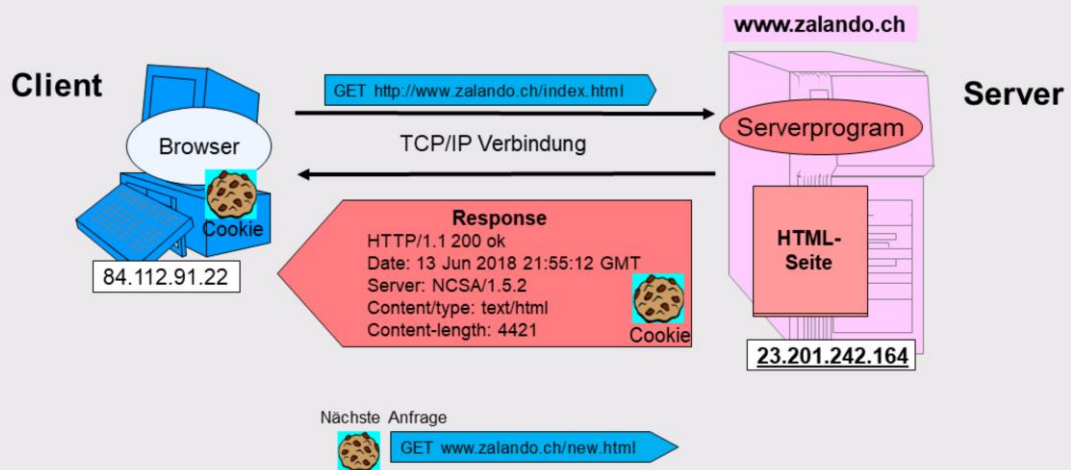 www.zalando.ch
Client
Server
GET http://www.zalando.ch/index.html
Serverprogram
Browser
TCP/IP Verbindung
Cookie
84.112.91.22
Response
HTTP/1.1 200 ok
Date: 13 Jun 2018 21:55:12 GMT
Server: NCSA/1.5.2
Content/type: text/html
Content-length: 4421
Cookie
HTML-
Seite
23.201.242.164
Nächste Anfrage
GET www.zalando.ch/new.html